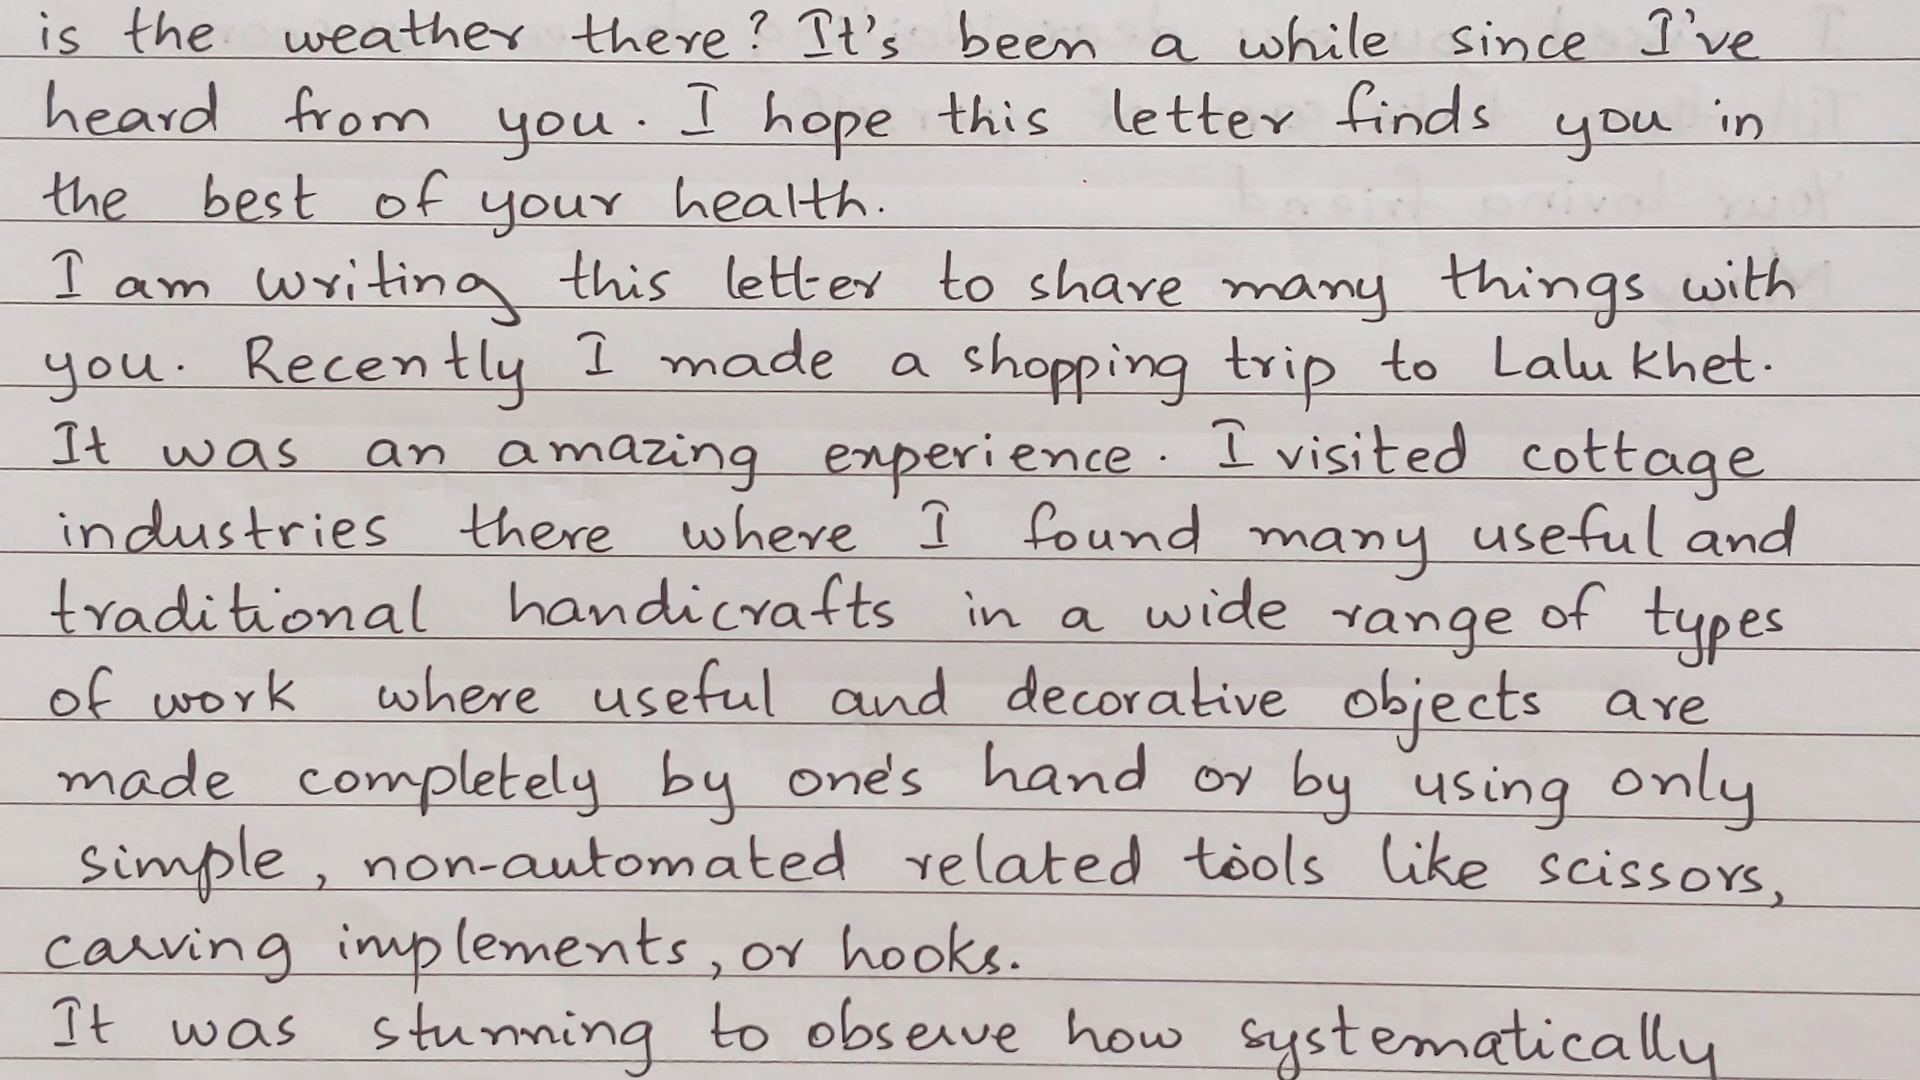 is the weather there? It's been a while since I've
heard from you. I hope this letter finds you in
the best of your health.
I am writing this letter to share many things with
you. Recently I made a shopping trip to Lalu Khet.
It was an amazing experience. I visited cottage
industries there where I found many useful and
traditional handicrafts in a wide range of types
of work where useful and decorative objects are
made completely by one's hand or by using only
simple, non-automated related tools like scissors,
carving implements, or hooks.
It was stunning to observe how systematically